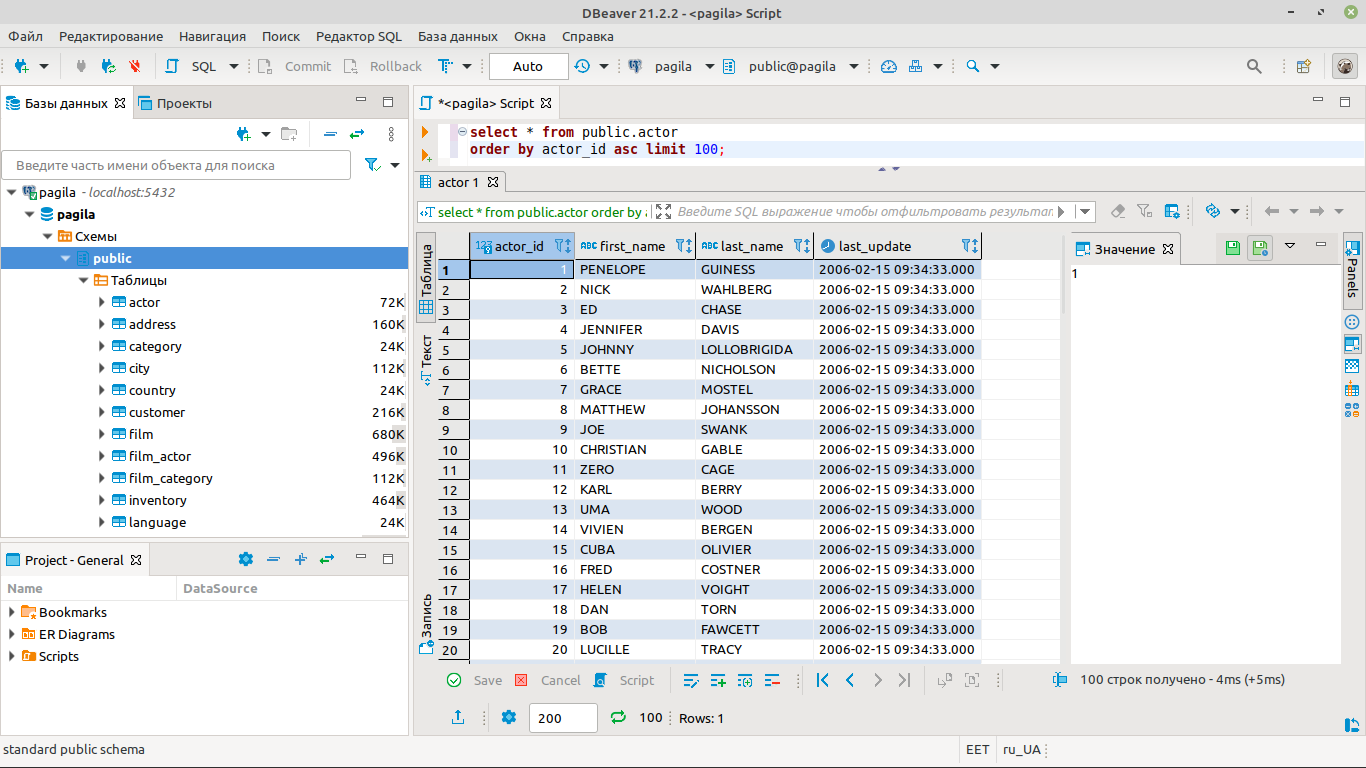 DBeaver 21.2.2 - <pagila> Script
Файл Редактирование Навигация Поиск Редактор SQL База данных Окна Справка
SQL Commit Rollback Auto pagila public@pagila
Базы данных Проекты
Введите часть имени объекта для поиска
pagila - localhost:5432
pagila
Схемы
public
Таблицы
actor 72K
address 160K
category 24K
city 112K
country 24K
customer 216K
film 680K
film_actor 496K
film_category 112K
inventory 464K
language 24K
Project - General
Name DataSource
Bookmarks
ER Diagrams
Scripts
*<pagila> Script
select * from public.actor
order by actor_id asc limit 100;
actor 1
select * from public.actor order by Введите SQL выражение чтобы отфильтровать результат
Таблица
Текст
Запись
123 actor_id ABC first_name ABC last_name last_update
1 1 PENELOPE GUINESS 2006-02-15 09:34:33.000
2 2 NICK WAHLBERG 2006-02-15 09:34:33.000
3 3 ED CHASE 2006-02-15 09:34:33.000
4 4 JENNIFER DAVIS 2006-02-15 09:34:33.000
5 5 JOHNNY LOLLOBRIGIDA 2006-02-15 09:34:33.000
6 6 BETTE NICHOLSON 2006-02-15 09:34:33.000
7 7 GRACE MOSTEL 2006-02-15 09:34:33.000
8 8 MATTHEW JOHANSSON 2006-02-15 09:34:33.000
9 9 JOE SWANK 2006-02-15 09:34:33.000
10 10 CHRISTIAN GABLE 2006-02-15 09:34:33.000
11 11 ZERO CAGE 2006-02-15 09:34:33.000
12 12 KARL BERRY 2006-02-15 09:34:33.000
13 13 UMA WOOD 2006-02-15 09:34:33.000
14 14 VIVIEN BERGEN 2006-02-15 09:34:33.000
15 15 CUBA OLIVIER 2006-02-15 09:34:33.000
16 16 FRED COSTNER 2006-02-15 09:34:33.000
17 17 HELEN VOIGHT 2006-02-15 09:34:33.000
18 18 DAN TORN 2006-02-15 09:34:33.000
19 19 BOB FAWCETT 2006-02-15 09:34:33.000
20 20 LUCILLE TRACY 2006-02-15 09:34:33.000
Значение
1
Panels
Save Cancel Script 100 строк получено - 4ms (+5ms)
200 100 Rows: 1
standard public schema EET ru_UA